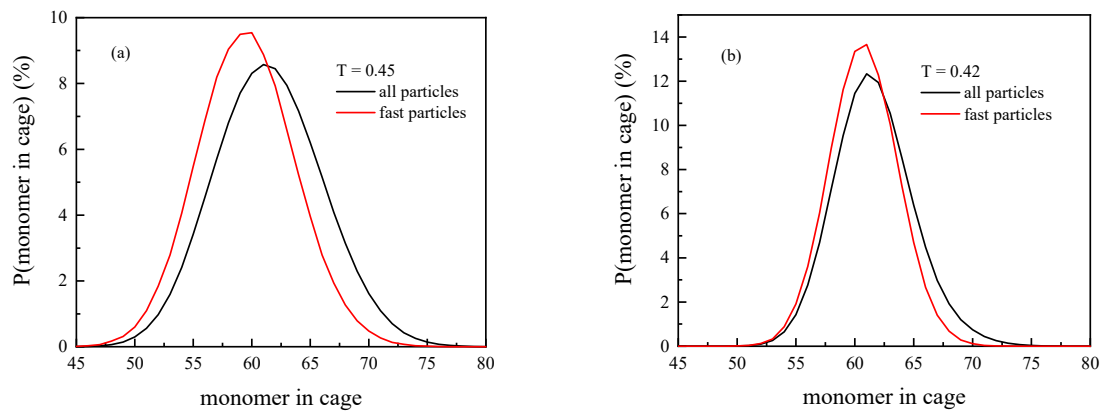 P(monomer in cage) (%)
10
8
6
4
2
0
(a)
T = 0.45
all particles
fast particles
45 50 55 60 65 70 75 80
monomer in cage
P(monomer in cage) (%)
14
12
10
8
6
4
2
0
(b)
T = 0.42
all particles
fast particles
45 50 55 60 65 70 75 80
monomer in cage